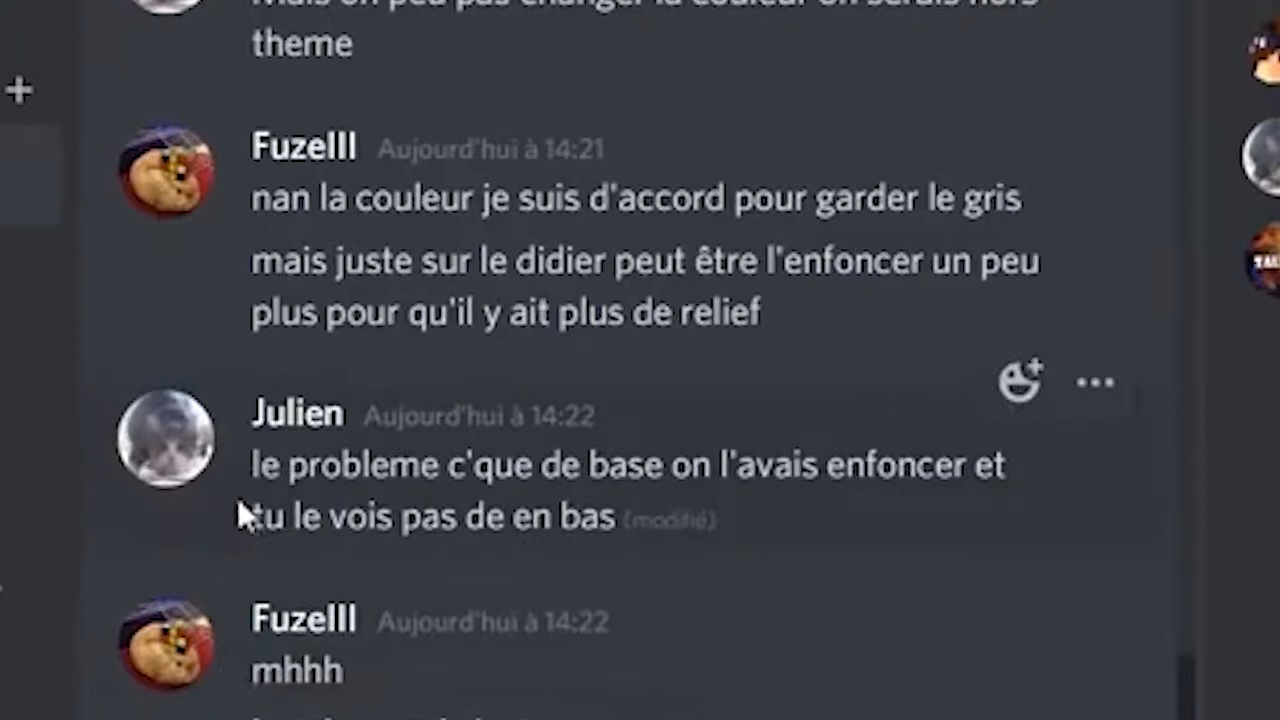 Mais on peu pas changer la couleur on serais hors
theme
Fuzelll Aujourd'hui à 14:21
nan la couleur je suis d'accord pour garder le gris
mais juste sur le didier peut être l'enfoncer un peu
plus pour qu'il y ait plus de relief
Julien Aujourd'hui à 14:22
le probleme c'que de base on l'avais enfoncer et
tu le vois pas de en bas (modifié)
Fuzelll Aujourd'hui à 14:22
mhhh